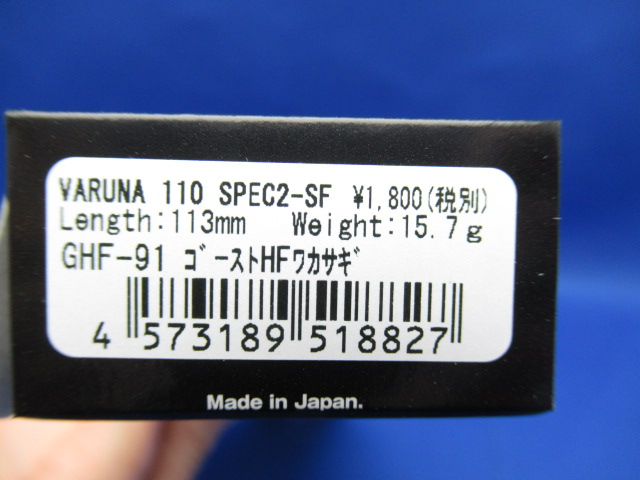 VARUNA 110 SPEC2-SF ¥1,800(税別)
Length:113mm Weight:15.7g
GHF-91 ｺﾞｰｽﾄHFﾜｶｻｷﾞ
4 573189 518827
Made in Japan.